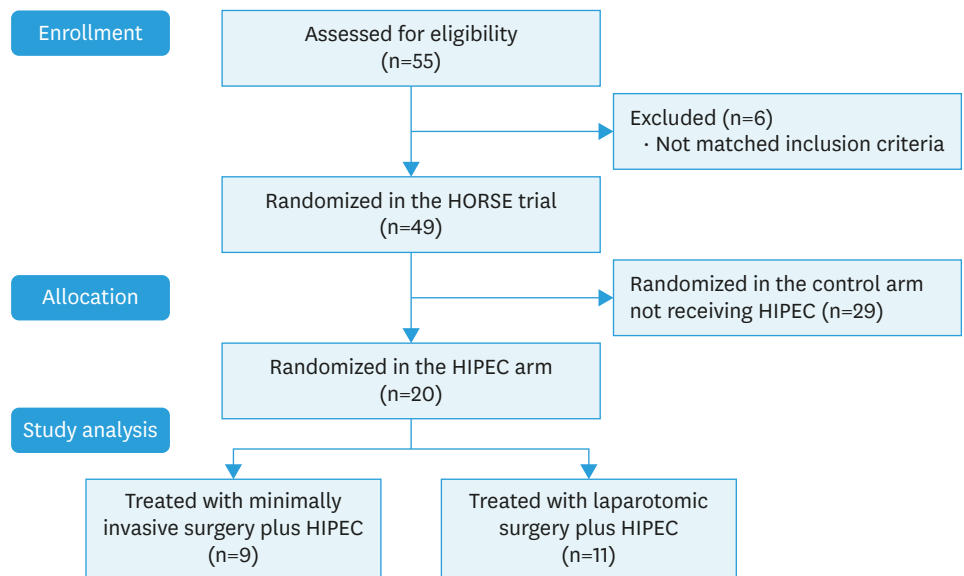 Enrollment
Assessed for eligibility
(n=55)
Excluded (n=6)
· Not matched inclusion criteria
Randomized in the HORSE trial
(n=49)
Allocation
Randomized in the control arm
not receiving HIPEC (n=29)
Randomized in the HIPEC arm
(n=20)
Study analysis
Treated with minimally
invasive surgery plus HIPEC
(n=9)
Treated with laparotomic
surgery plus HIPEC
(n=11)